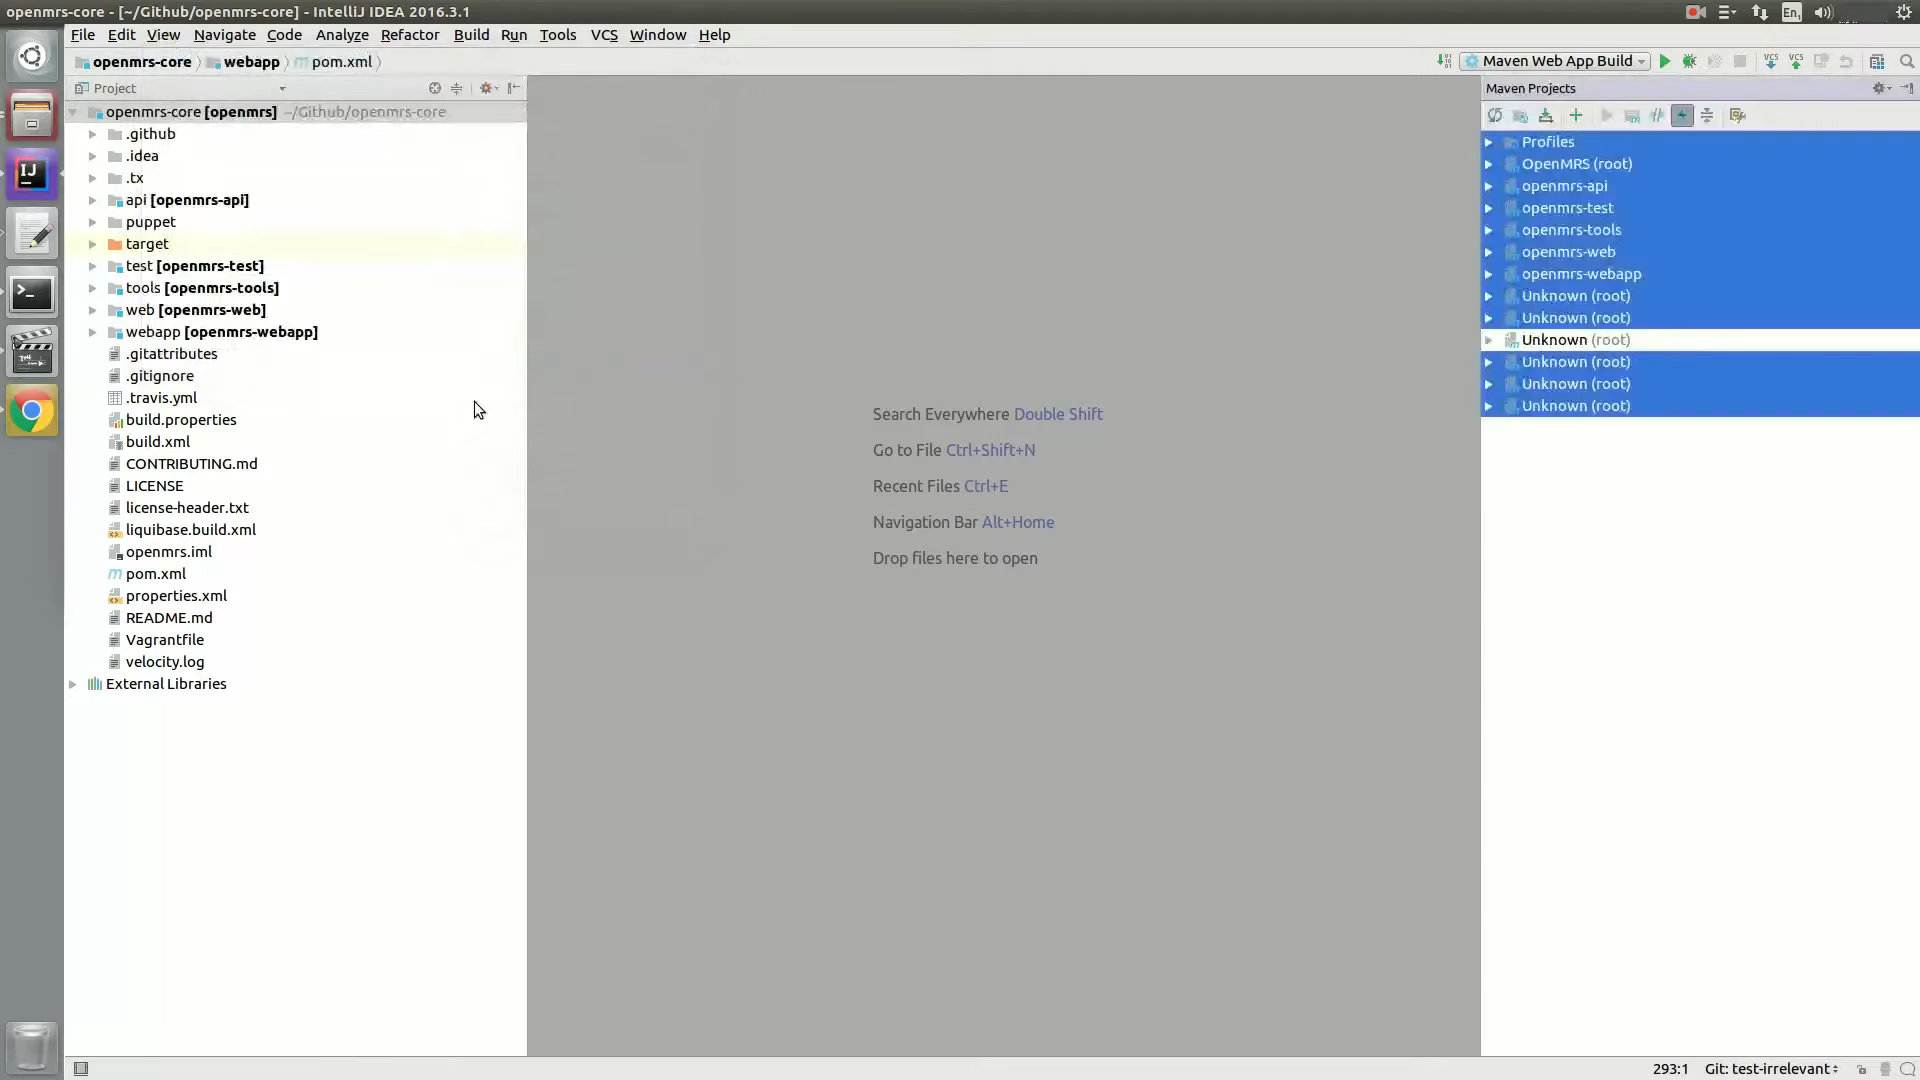 openmrs-core - [~/Github/openmrs-core] - IntelliJ IDEA 2016.3.1
En
File Edit View Navigate Code Analyze Refactor Build Run Tools VCS Window Help
openmrs-core webapp pom.xml
Maven Web App Build
VCS VCS
Project
openmrs-core [openmrs] ~/Github/openmrs-core
.github
.idea
.tx
api [openmrs-api]
puppet
target
test [openmrs-test]
tools [openmrs-tools]
web [openmrs-web]
webapp [openmrs-webapp]
.gitattributes
.gitignore
.travis.yml
build.properties
build.xml
CONTRIBUTING.md
LICENSE
license-header.txt
liquibase.build.xml
openmrs.iml
pom.xml
properties.xml
README.md
Vagrantfile
velocity.log
External Libraries
IJ
Search Everywhere Double Shift
Go to File Ctrl+Shift+N
Recent Files Ctrl+E
Navigation Bar Alt+Home
Drop files here to open
Maven Projects
Profiles
OpenMRS (root)
openmrs-api
openmrs-test
openmrs-tools
openmrs-web
openmrs-webapp
Unknown (root)
Unknown (root)
Unknown (root)
Unknown (root)
Unknown (root)
Unknown (root)
293:1 Git: test-irrelevant